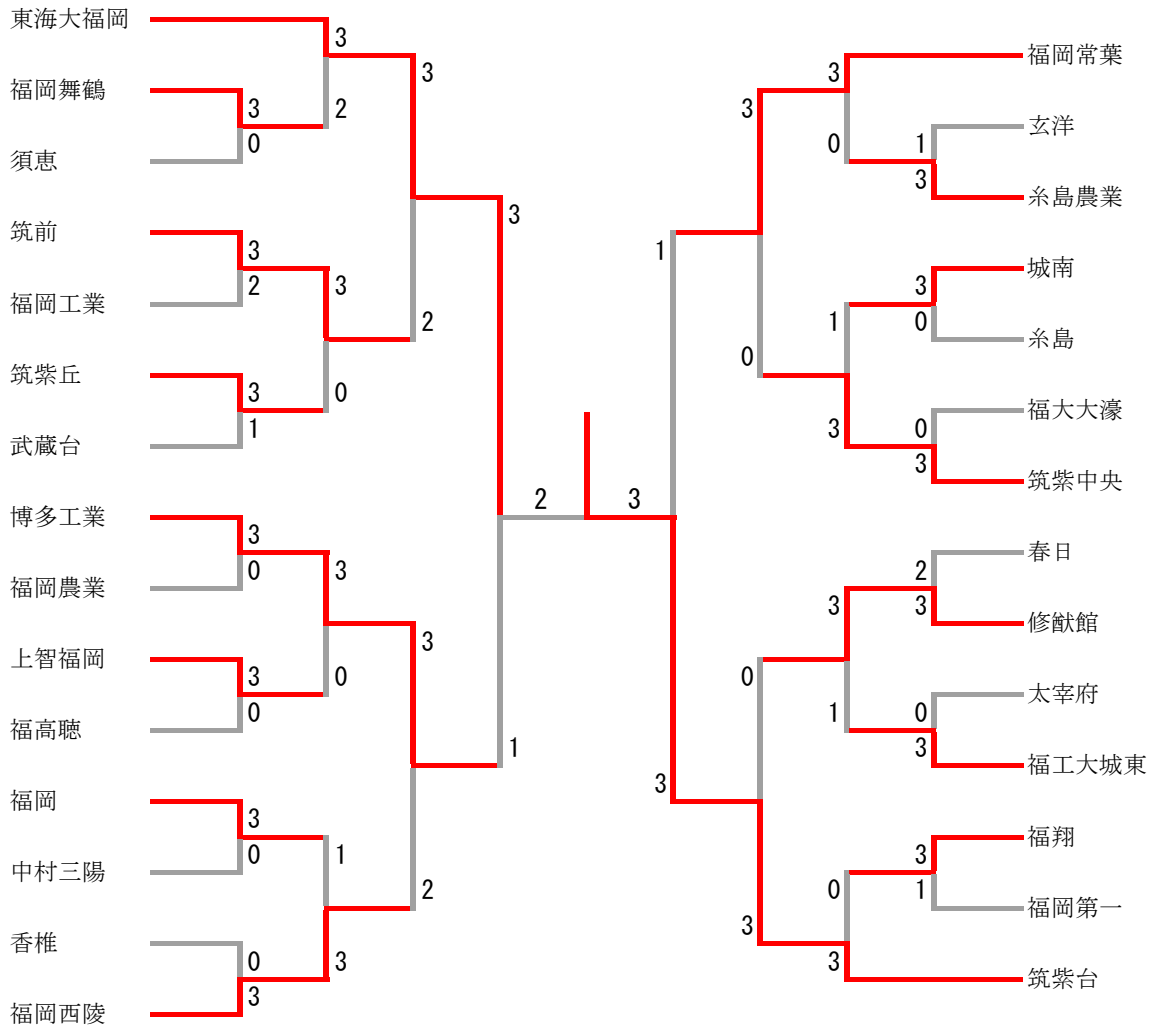 東海大福岡
福岡舞鶴
須恵
筑前
福岡工業
筑紫丘
武蔵台
博多工業
福岡農業
上智福岡
福高聴
福岡
中村三陽
香椎
福岡西陵
3
2
3
0
3
2
3
0
3
1
3
0
3
0
3
0
3
0
1
3
0
3
3
2
3
2
3
1
2
3
1
3
3
0
0
3
3
0
1
3
3
1
0
3
1
3
3
0
0
3
2
3
0
3
3
1
福岡常葉
玄洋
糸島農業
城南
糸島
福大大濠
筑紫中央
春日
修猷館
太宰府
福工大城東
福翔
福岡第一
筑紫台